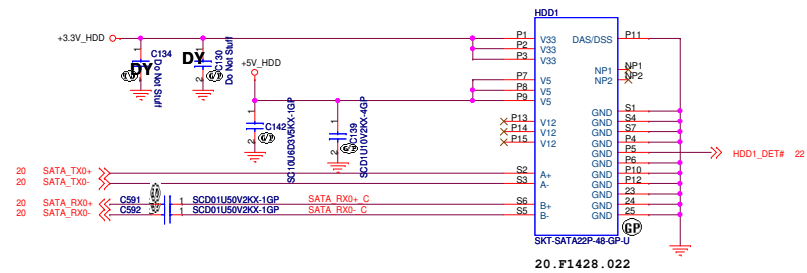 HDD1
+3.3V_HDD
P1 V33 DAS/DSS P11
P2 V33
P3 V33
C134
DY
Do Not Stuff
C130
DY
Do Not Stuff
+5V_HDD
NP1 NP1
NP2 NP2
P7 V5
P8 V5
P9 V5
1
2
C142
SC10U6D3V5KX-1GP
C139
SCD1U10V2KX-4GP
GND S1
P13 V12 GND S4
P14 V12 GND S7
P15 V12 GND P4
GND P5 HDD1_DET# 22
GND P6
20 SATA_TX0+ S2 A+ GND P10
20 SATA_TX0- S3 A- GND P12
GND 23
20 SATA_RX0+ C591 1 SCD01U50V2KX-1GP SATA_RX0+_C S6 B+ GND 24
20 SATA_RX0- C592 1 SCD01U50V2KX-1GP SATA_RX0-_C S5 B- GND 25
GP
SKT-SATA22P-48-GP-U
20.F1428.022